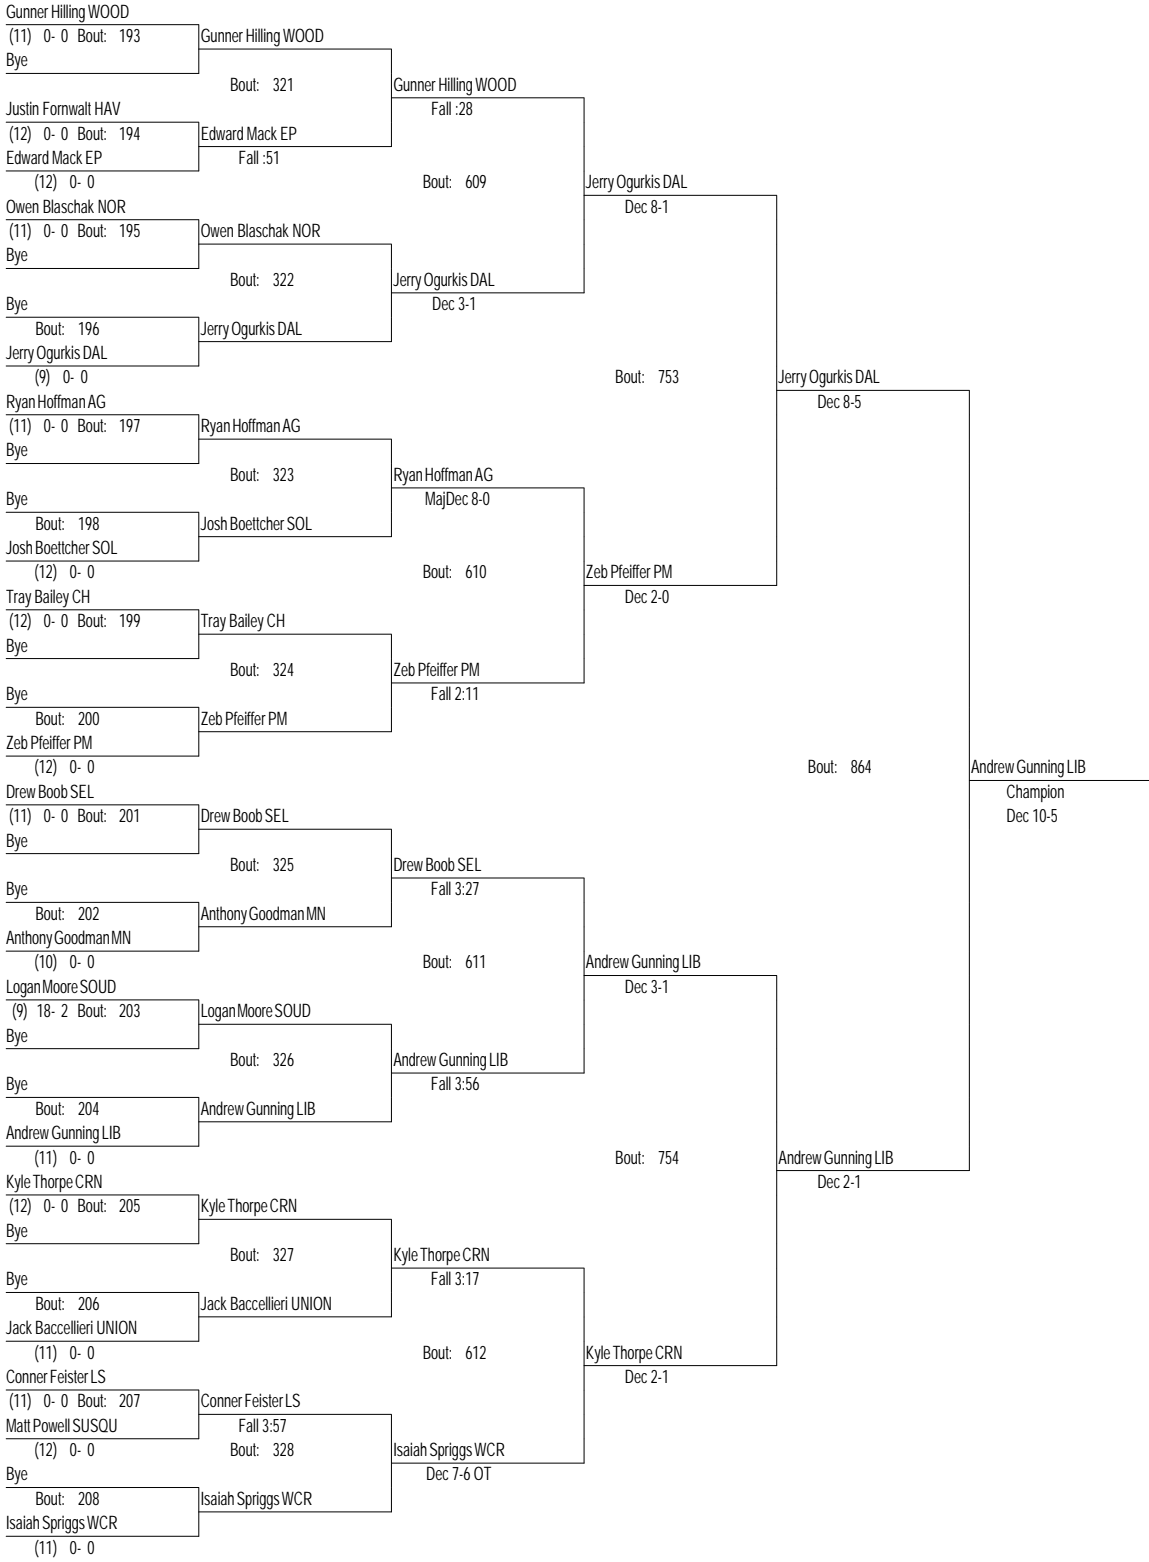 Gunner Hilling WOOD
(11) 0- 0 Bout: 193
Gunner Hilling WOOD
Bye
Bout: 321
Gunner Hilling WOOD
Fall :28
Justin Fornwalt HAV
(12) 0- 0 Bout: 194
Edward Mack EP
Edward Mack EP
Fall :51
(12) 0- 0
Bout: 609
Jerry Ogurkis DAL
Dec 8-1
Owen Blaschak NOR
(11) 0- 0 Bout: 195
Owen Blaschak NOR
Bye
Bout: 322
Jerry Ogurkis DAL
Dec 3-1
Bye
Bout: 196
Jerry Ogurkis DAL
Jerry Ogurkis DAL
(9) 0- 0
Bout: 753
Jerry Ogurkis DAL
Dec 8-5
Ryan Hoffman AG
(11) 0- 0 Bout: 197
Ryan Hoffman AG
Bye
Bout: 323
Ryan Hoffman AG
MajDec 8-0
Bye
Bout: 198
Josh Boettcher SOL
Josh Boettcher SOL
(12) 0- 0
Bout: 610
Zeb Pfeiffer PM
Dec 2-0
Tray Bailey CH
(12) 0- 0 Bout: 199
Tray Bailey CH
Bye
Bout: 324
Zeb Pfeiffer PM
Fall 2:11
Bye
Bout: 200
Zeb Pfeiffer PM
Zeb Pfeiffer PM
(12) 0- 0
Bout: 864
Andrew Gunning LIB
Champion
Dec 10-5
Drew Boob SEL
(11) 0- 0 Bout: 201
Drew Boob SEL
Bye
Bout: 325
Drew Boob SEL
Fall 3:27
Bye
Bout: 202
Anthony Goodman MN
Anthony Goodman MN
(10) 0- 0
Bout: 611
Andrew Gunning LIB
Dec 3-1
Logan Moore SOUD
(9) 18- 2 Bout: 203
Logan Moore SOUD
Bye
Bout: 326
Andrew Gunning LIB
Fall 3:56
Bye
Bout: 204
Andrew Gunning LIB
Andrew Gunning LIB
(11) 0- 0
Bout: 754
Andrew Gunning LIB
Dec 2-1
Kyle Thorpe CRN
(12) 0- 0 Bout: 205
Kyle Thorpe CRN
Bye
Bout: 327
Kyle Thorpe CRN
Fall 3:17
Bye
Bout: 206
Jack Baccellieri UNION
Jack Baccellieri UNION
(11) 0- 0
Bout: 612
Kyle Thorpe CRN
Dec 2-1
Conner Feister LS
(11) 0- 0 Bout: 207
Conner Feister LS
Matt Powell SUSQU
Fall 3:57
(12) 0- 0
Bout: 328
Isaiah Spriggs WCR
Dec 7-6 OT
Bye
Bout: 208
Isaiah Spriggs WCR
Isaiah Spriggs WCR
(11) 0- 0